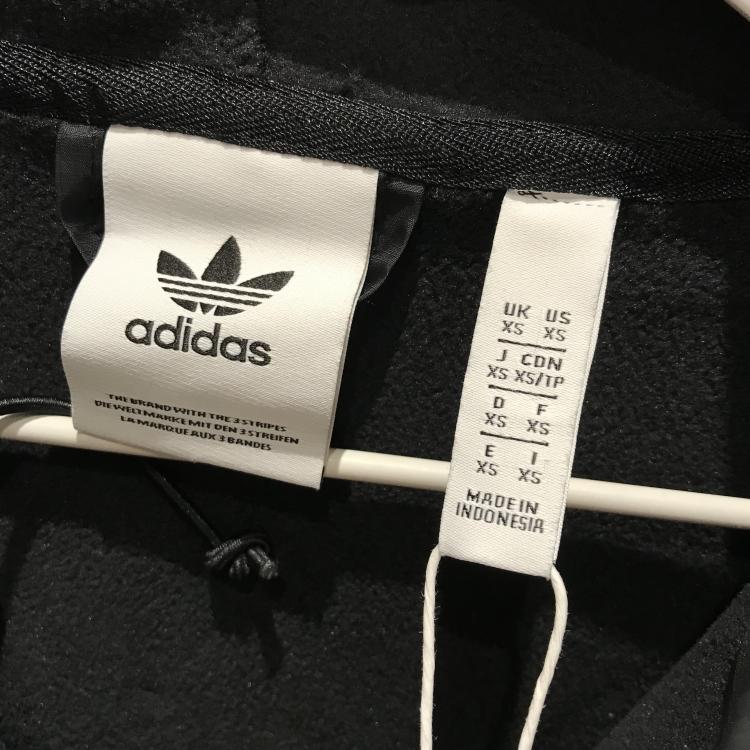 adidas
THE BRAND WITH THE 3 STRIPES
DIE WELTMARKE MIT DEN 3 STREIFEN
LA MARQUE AUX 3 BANDES
UK US
XS XS
J CDN
XS XS/TP
D F
XS XS
E I
XS XS
MADE IN
INDONESIA